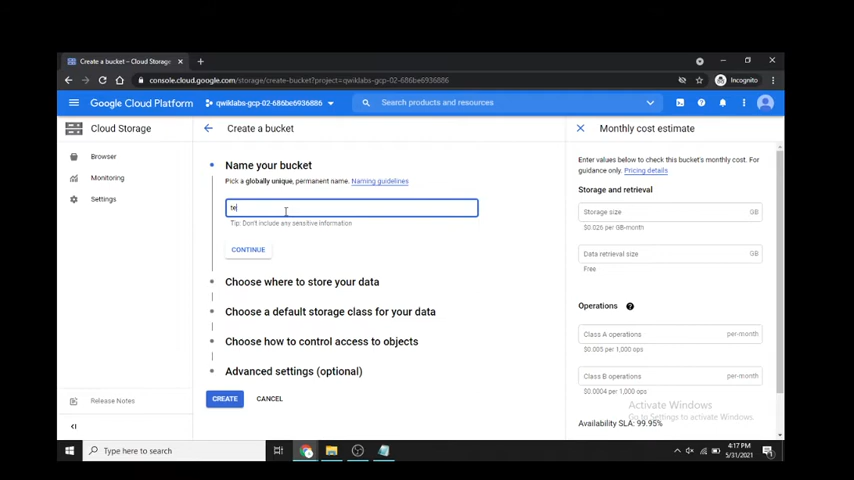 Create a bucket – Cloud Storage
console.cloud.google.com/storage/create-bucket?project=qwiklabs-gcp-02-686be6936886
Incognito
Google Cloud Platform
qwiklabs-gcp-02-686be6936886
Search products and resources
Cloud Storage
Create a bucket
Monthly cost estimate
Browser
Monitoring
Settings
Name your bucket
Pick a globally unique, permanent name. Naming guidelines
te
Tip: Don't include any sensitive information
CONTINUE
Choose where to store your data
Choose a default storage class for your data
Choose how to control access to objects
Advanced settings (optional)
CREATE
CANCEL
Enter values below to check this bucket's monthly cost. For
guidance only. Pricing details
Storage and retrieval
Storage size
GB
$0.026 per GB-month
Data retrieval size
GB
Free
Operations
Class A operations
per-month
$0.005 per 1,000 ops
Class B operations
per-month
$0.0004 per 1,000 ops
Activate Windows
Go to Settings to activate Windows.
Availability SLA: 99.95%
Release Notes
Type here to search
4:17 PM
5/31/2021